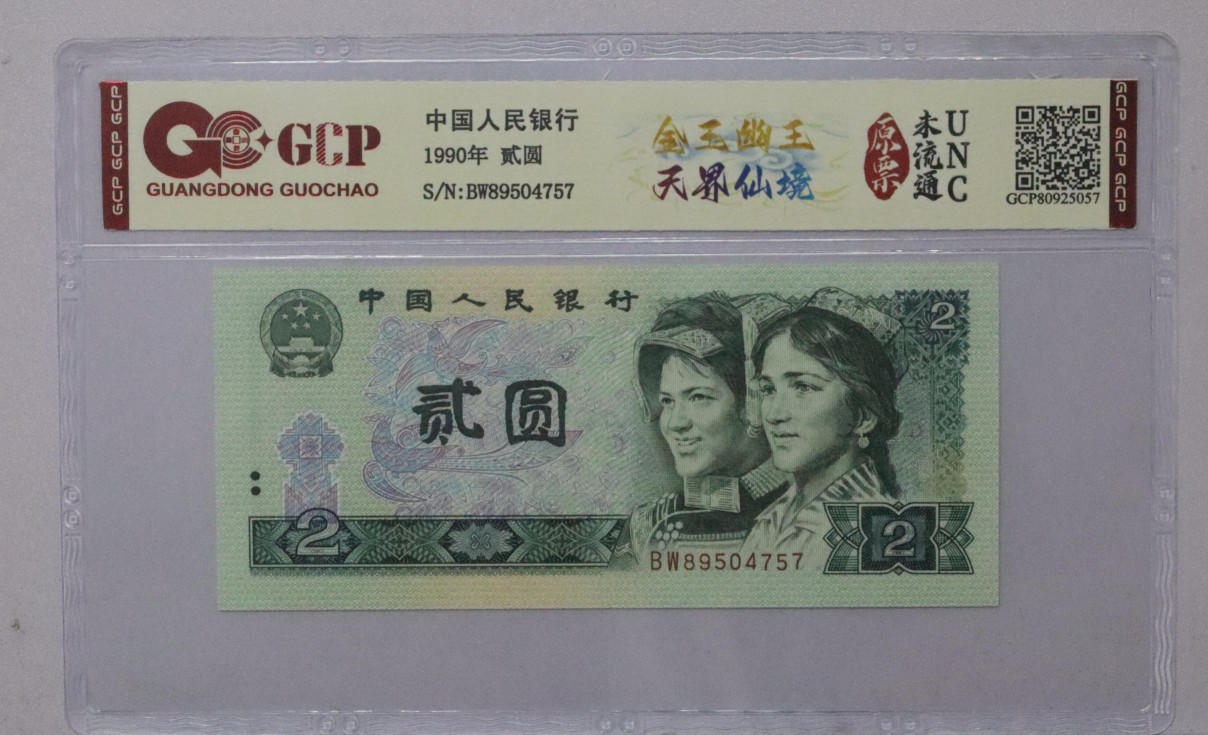 GCP GCP GCP
GCP
GUANGDONG GUOCHAO
中国人民银行
1990年 贰圆
S/N:BW89504757
金玉幽王
天界仙境
原票
未流通
UNC
GCP80925057
GCP GCP GCP
中国人民银行
2
贰圆
2
BW89504757
2